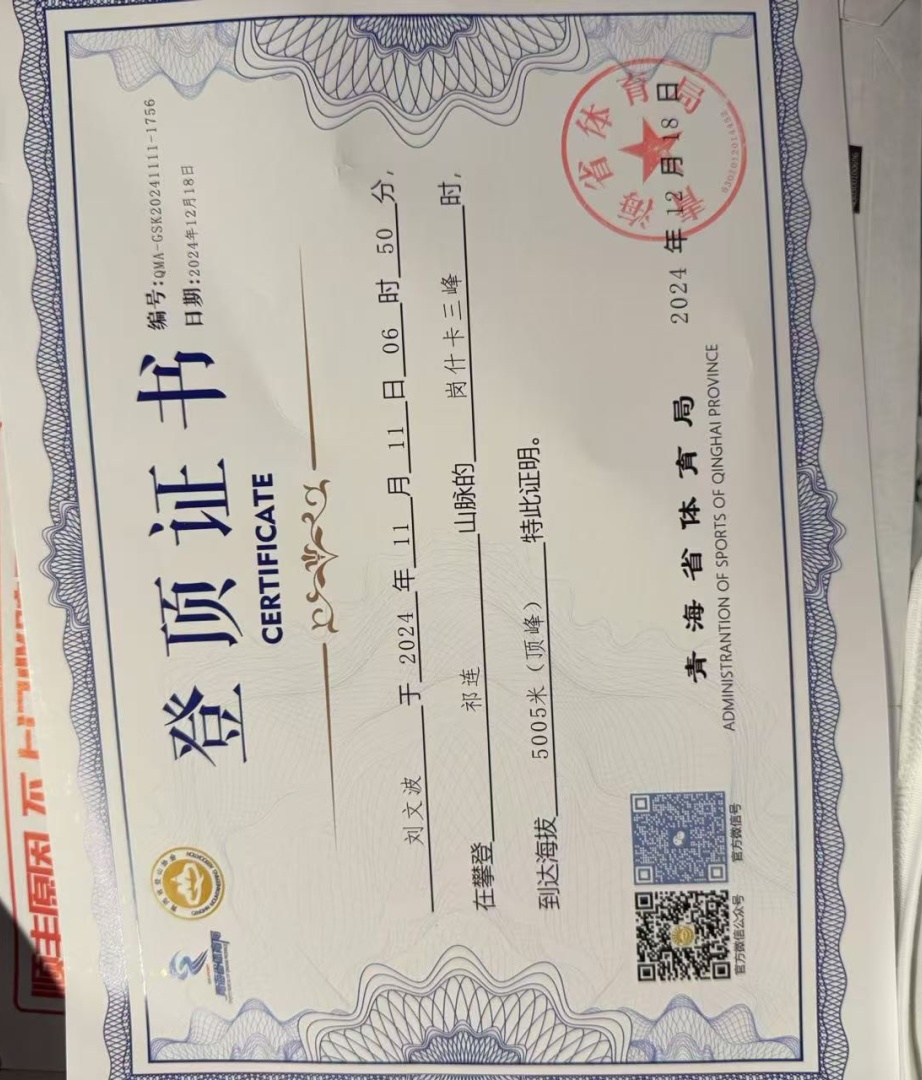 登顶证书
CERTIFICATE
编号:QMA-GSK20241111-1756
日期:2024年12月18日
刘文波 于 2024 年 11 月 11 日 06 时 50 分,
在攀登 祁连 山脉的 岗什卡三峰 时,
到达海拔 5005米（顶峰） 特此证明。
青海省体育局
ADMINISTRANTION OF SPORTS OF QINGHAI PROVINCE
2024 年 12 月 18 日
青海省体育局
官方微信公众号
官方微信号